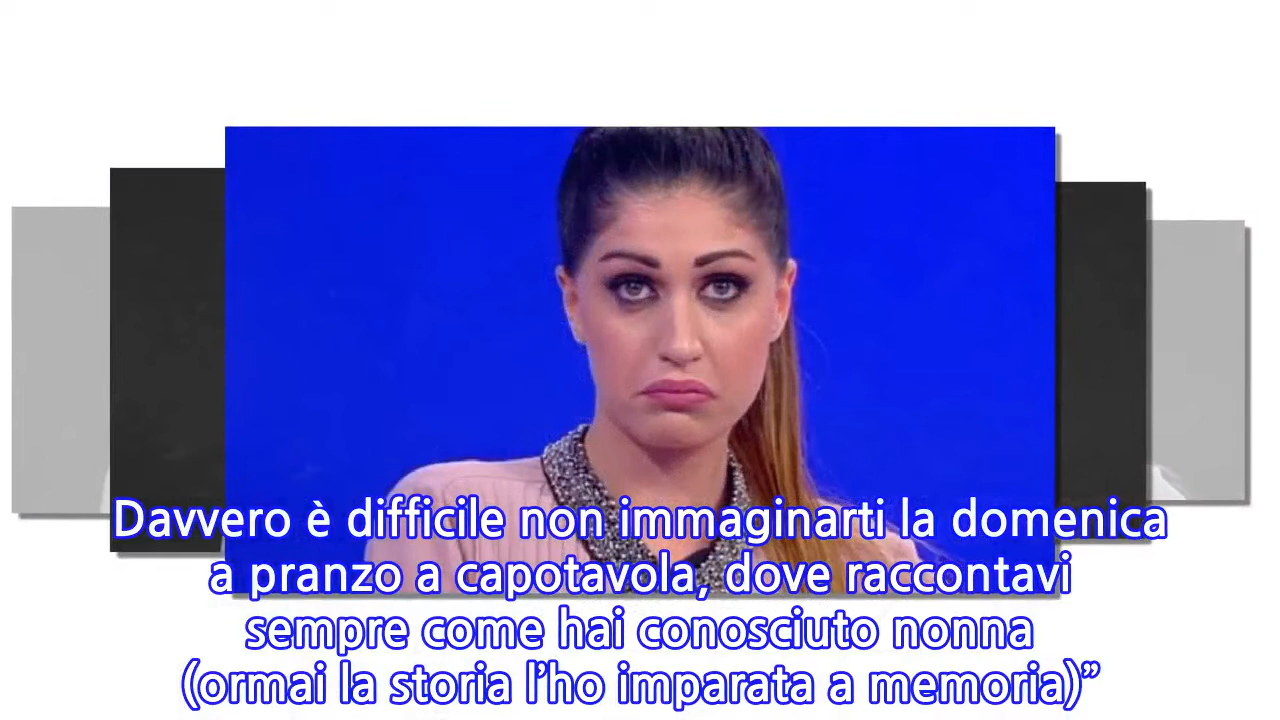 Davvero è difficile non immaginarti la domenica
a pranzo a capotavola, dove raccontavi
sempre come hai conosciuto nonna
(ormai la storia l’ho imparata a memoria)”